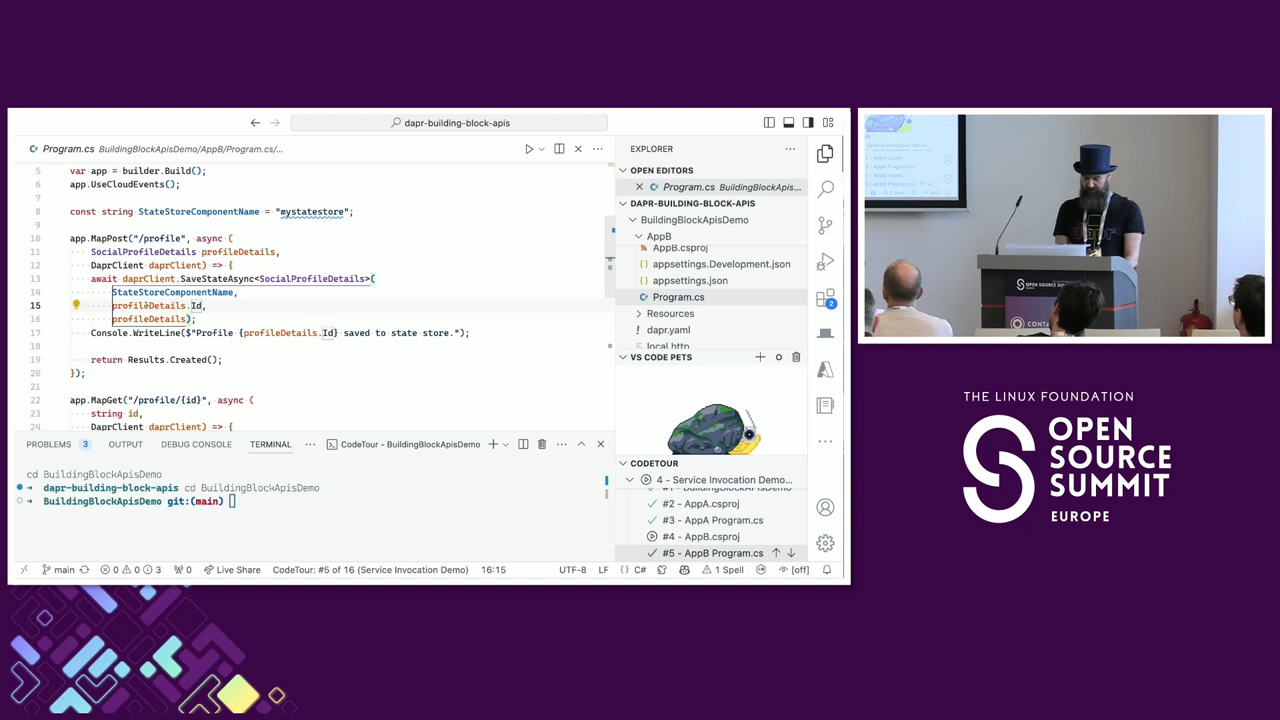 dapr-building-block-apis
Program.cs BuildingBlockApisDemo/AppB/Program.cs/...
5 var app = builder.Build();
6 app.UseCloudEvents();
7
8 const string StateStoreComponentName = "mystatestore";
9
10 app.MapPost("/profile", async (
11 SocialProfileDetails profileDetails,
12 DaprClient daprClient) => {
13 await daprClient.SaveStateAsync<SocialProfileDetails>(
14 StateStoreComponentName,
15 profileDetails.Id,
16 profileDetails);
17 Console.WriteLine($"Profile {profileDetails.Id} saved to state store.");
18
19 return Results.Created();
20 });
21
22 app.MapGet("/profile/{id}", async (
23 string id,
24 DaprClient daprClient) => {
PROBLEMS 3 OUTPUT DEBUG CONSOLE TERMINAL CodeTour - BuildingBlockApisDemo
cd BuildingBlockApisDemo
dapr-building-block-apis cd BuildingBlockApisDemo
BuildingBlockApisDemo git:(main)
EXPLORER
OPEN EDITORS
Program.cs BuildingBlockApis...
DAPR-BUILDING-BLOCK-APIS
BuildingBlockApisDemo
AppB
AppB.csproj
appsettings.Development.json
appsettings.json
Program.cs
Resources
dapr.yaml
local.http
VS CODE PETS
CODETOUR
4 - Service Invocation Demo...
#1 - BuildingBlockApisDemo
#2 - AppA.csproj
#3 - AppA Program.cs
#4 - AppB.csproj
#5 - AppB Program.cs
2
main 0 0 3 0 Live Share CodeTour: #5 of 16 (Service Invocation Demo) 16:15 UTF-8 LF {} C# 1 Spell [off]
THE LINUX FOUNDATION
OPEN
SOURCE
SUMMIT
EUROPE